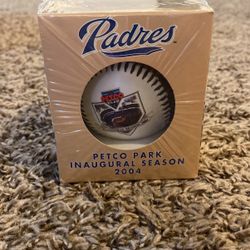 Padres
PETCO PARK
INAUGURAL SEASON
2004